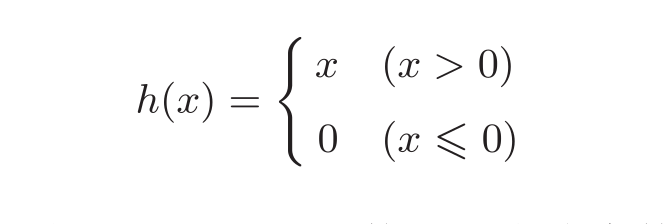 h(x) = { x (x > 0)
0 (x ⩽ 0)